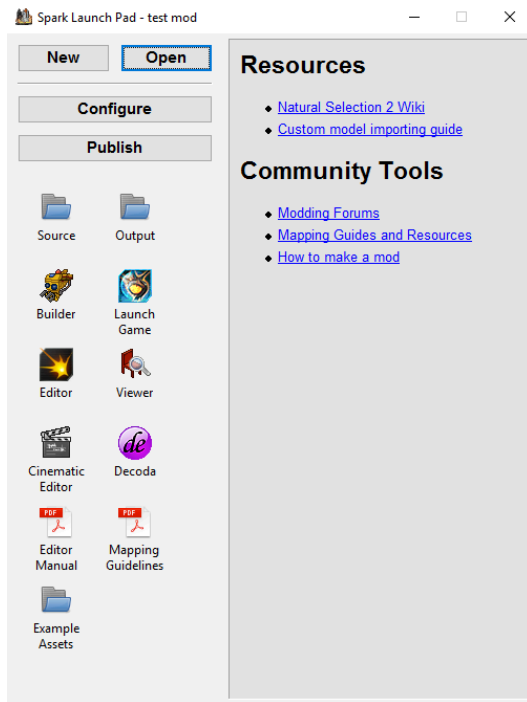 Spark Launch Pad - test mod
New Open
Configure
Publish
Source Output
Builder Launch Game
Editor Viewer
Cinematic Editor Decoda
PDF PDF
Editor Manual Mapping Guidelines
Example Assets
Resources
Natural Selection 2 Wiki
Custom model importing guide
Community Tools
Modding Forums
Mapping Guides and Resources
How to make a mod
de